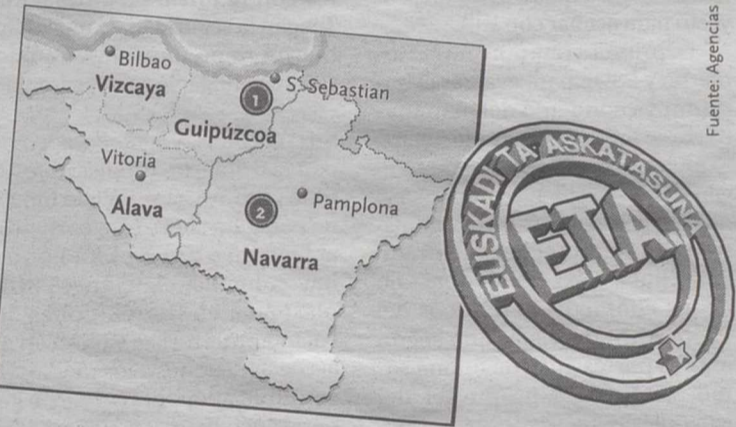 Fuente: Agencias
Bilbao
Vizcaya
S. Sebastian
1
Guipúzcoa
Vitoria
Álava
2
Pamplona
Navarra
EUSKADI TA ASKATASUNA
E.T.A.